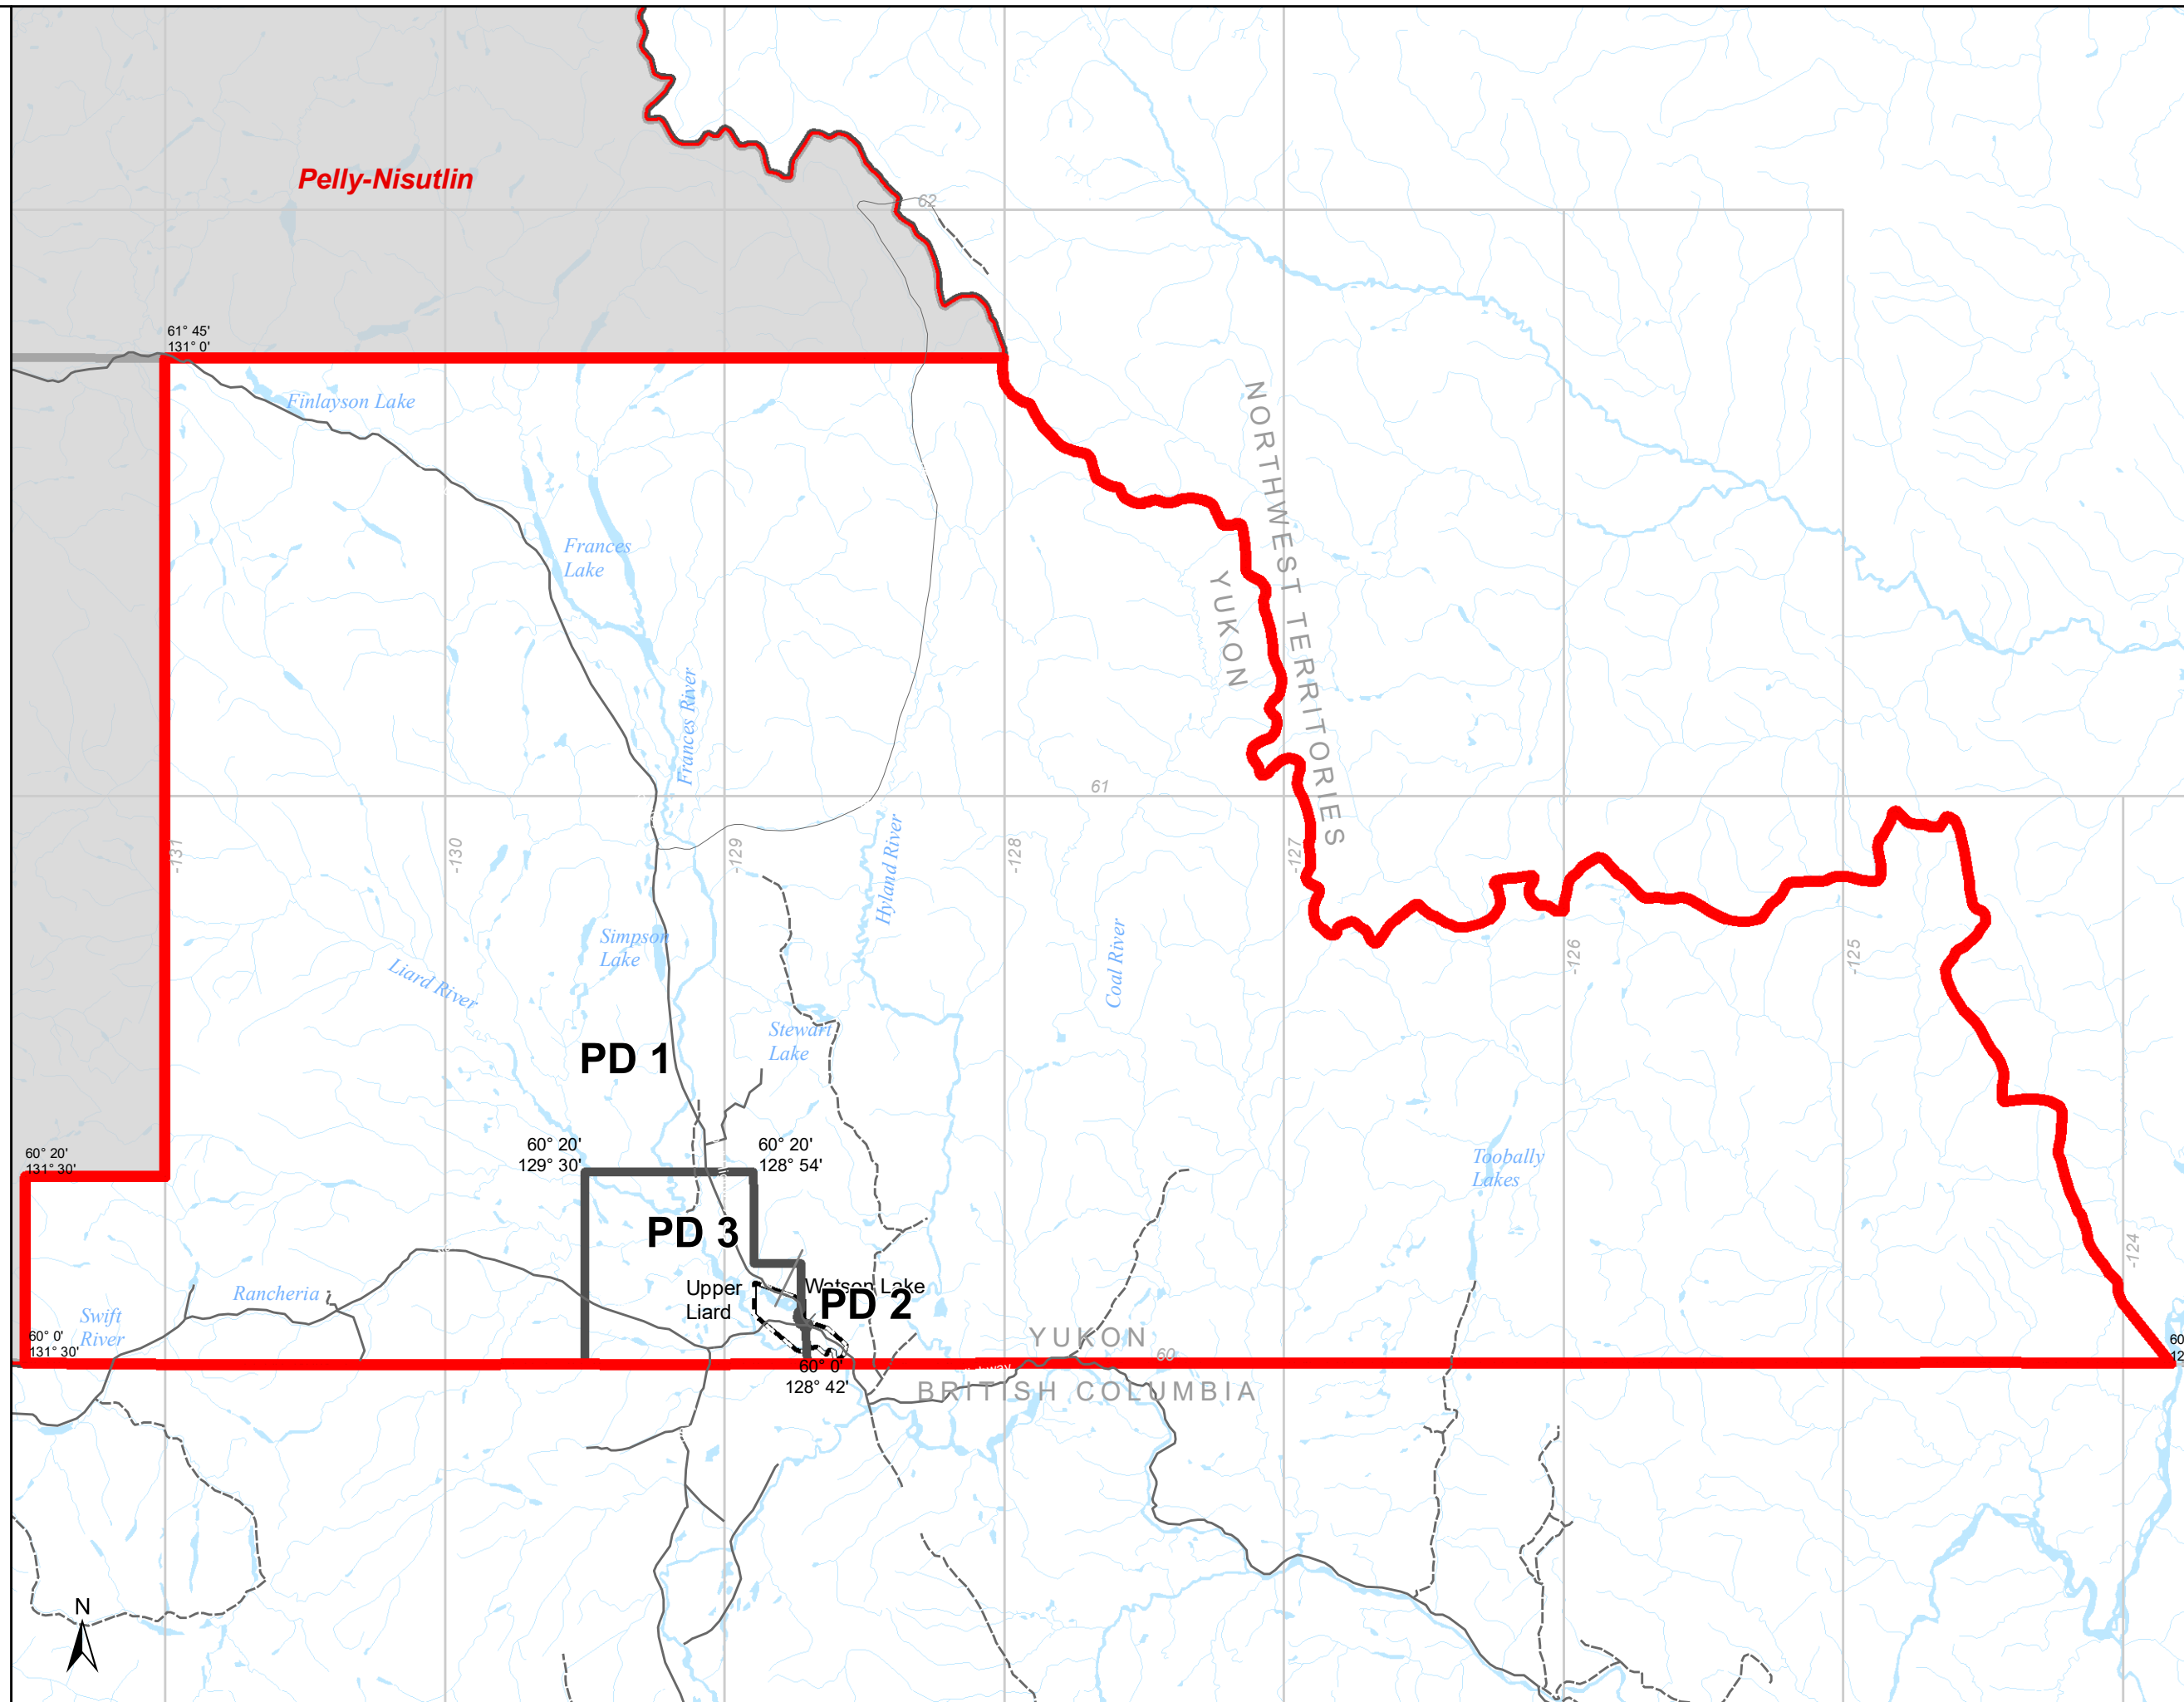 Pelly-Nisutlin
62
61° 45'
131° 0'
Finlayson Lake
NORTHWEST TERRITORIES
YUKON
Frances
Lake
Frances River
61
-131
-130
-129
-128
-127
-126
-125
-124
Hyland River
Simpson
Lake
Liard River
Coal River
Stewart
Lake
PD 1
60° 20'
131° 30'
60° 20'
129° 30'
60° 20'
128° 54'
Toobally
Lakes
PD 3
Upper
Liard
Watson Lake
PD 2
Rancheria
Swift
River
60° 0'
131° 30'
YUKON
60
60° 0'
128° 42'
BRITISH COLUMBIA
60
12
N